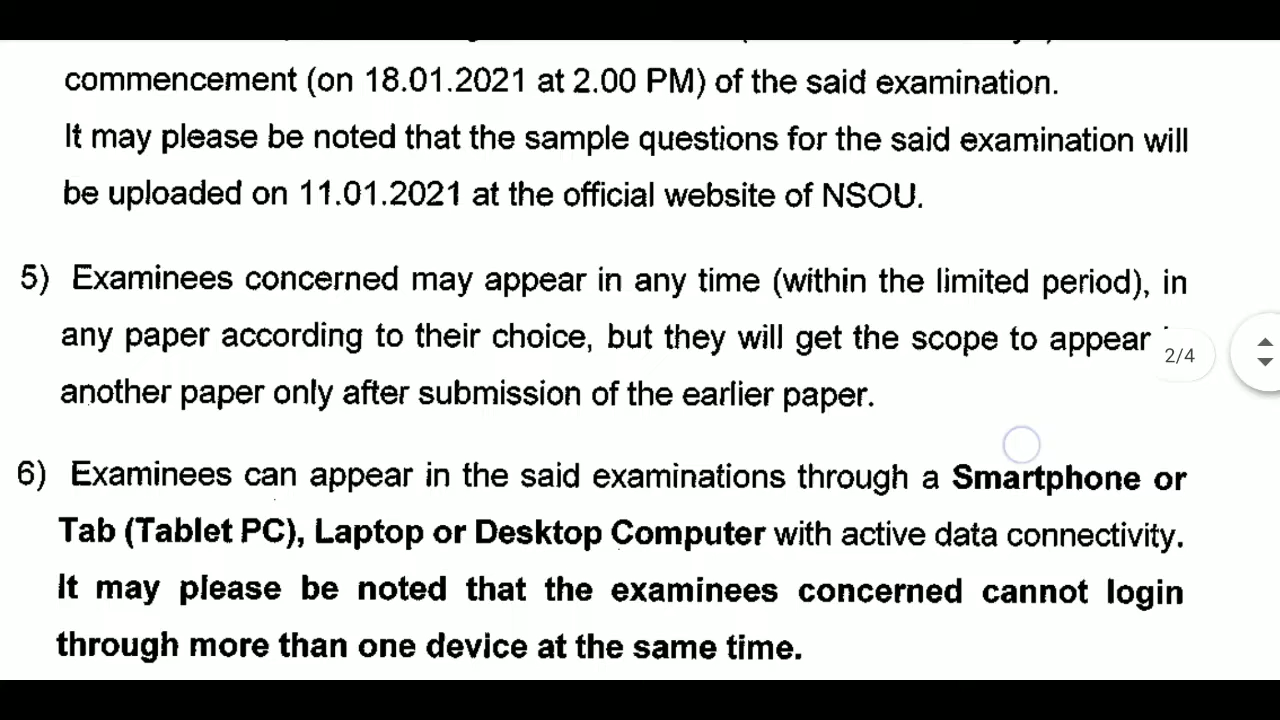 commencement (on 18.01.2021 at 2.00 PM) of the said examination.
It may please be noted that the sample questions for the said examination will
be uploaded on 11.01.2021 at the official website of NSOU.
5) Examinees concerned may appear in any time (within the limited period), in
any paper according to their choice, but they will get the scope to appear
2/4
another paper only after submission of the earlier paper.
6) Examinees can appear in the said examinations through a Smartphone or
Tab (Tablet PC), Laptop or Desktop Computer with active data connectivity.
It may please be noted that the examinees concerned cannot login
through more than one device at the same time.